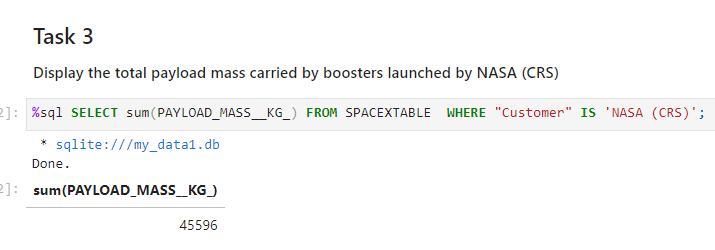 Task 3
Display the total payload mass carried by boosters launched by NASA (CRS)
2]: %sql SELECT sum(PAYLOAD_MASS__KG_) FROM SPACEXTABLE  WHERE "Customer" IS 'NASA (CRS)';
* sqlite:///my_data1.db
Done.
2]: sum(PAYLOAD_MASS__KG_)
45596